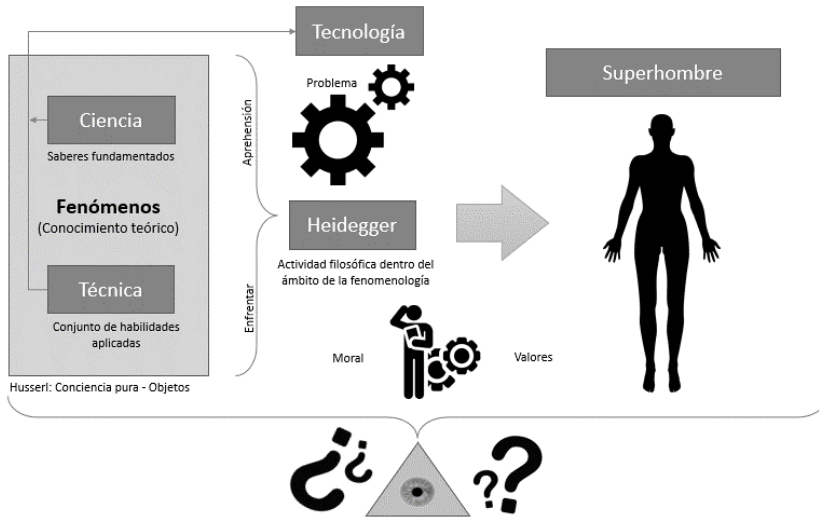 Tecnología
Problema
Superhombre
Ciencia
Saberes fundamentados
Aprehensión
Fenómenos
(Conocimiento teórico)
Heidegger
Actividad filosófica dentro del
ámbito de la fenomenología
Técnica
Conjunto de habilidades
aplicadas
Enfrentar
Moral
Valores
Husserl: Conciencia pura - Objetos
¿¿??